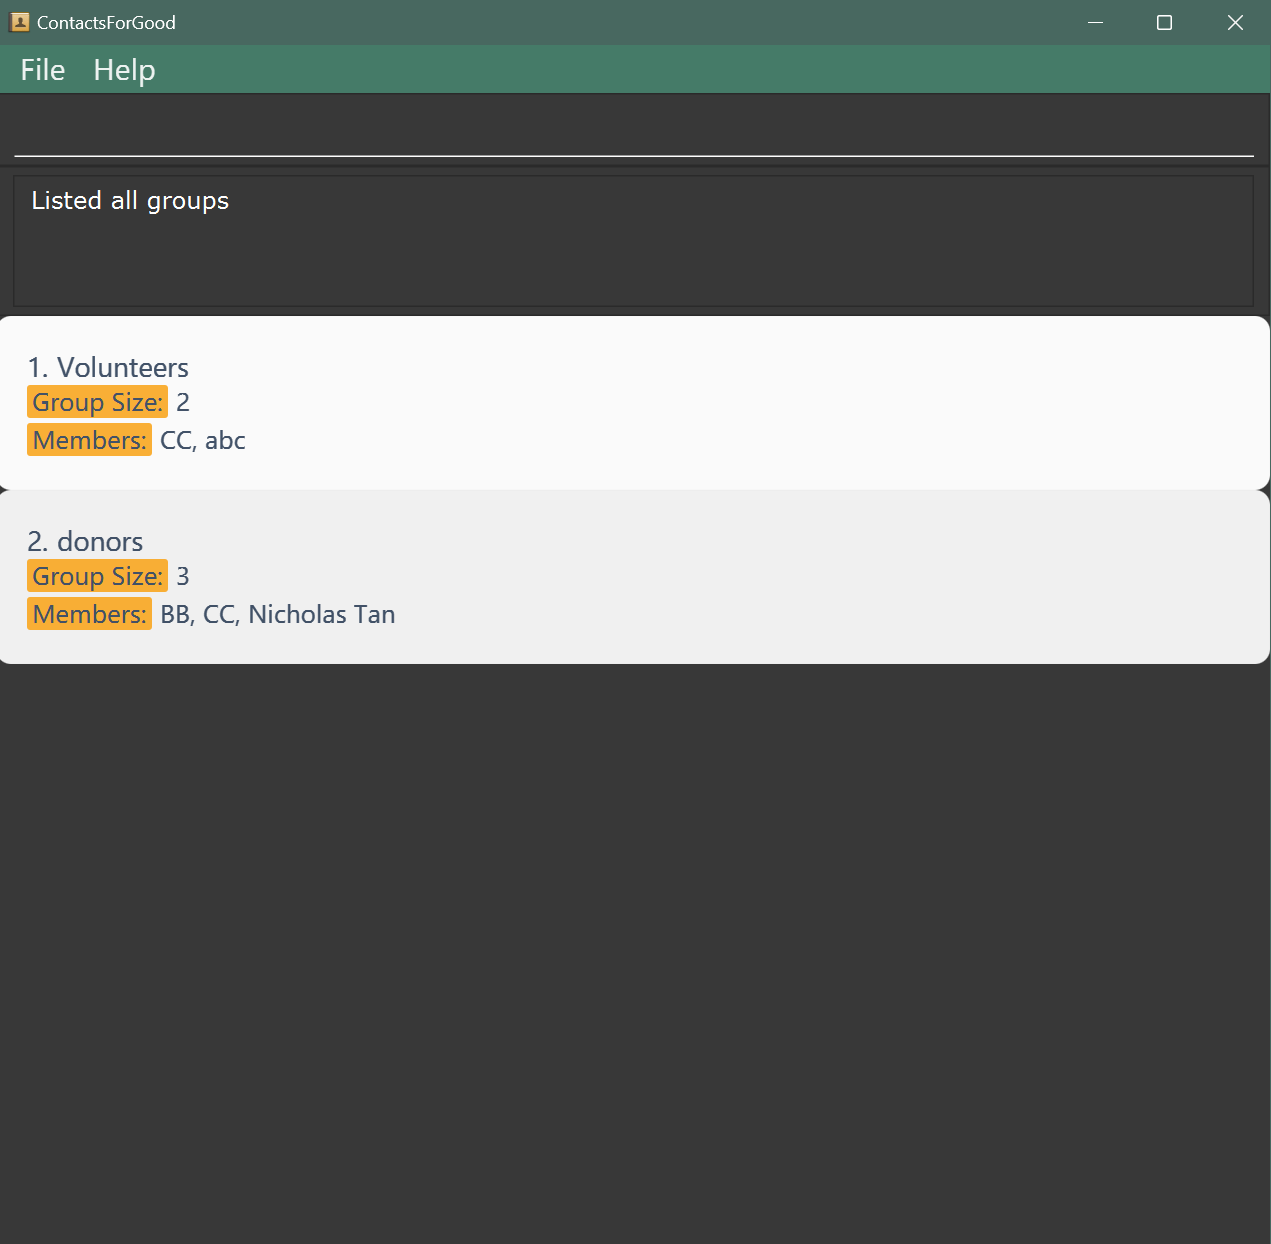 ContactsForGood
File Help
Listed all groups
1. Volunteers
Group Size: 2
Members: CC, abc
2. donors
Group Size: 3
Members: BB, CC, Nicholas Tan